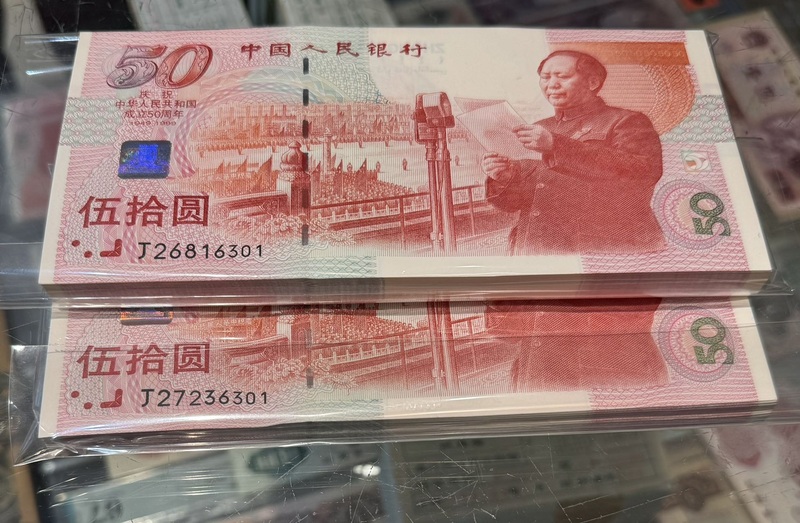 50
中国人民银行
庆祝
中华人民共和国
成立50周年
1949-1999
伍拾圆
J26816301
50
伍拾圆
J27236301
50